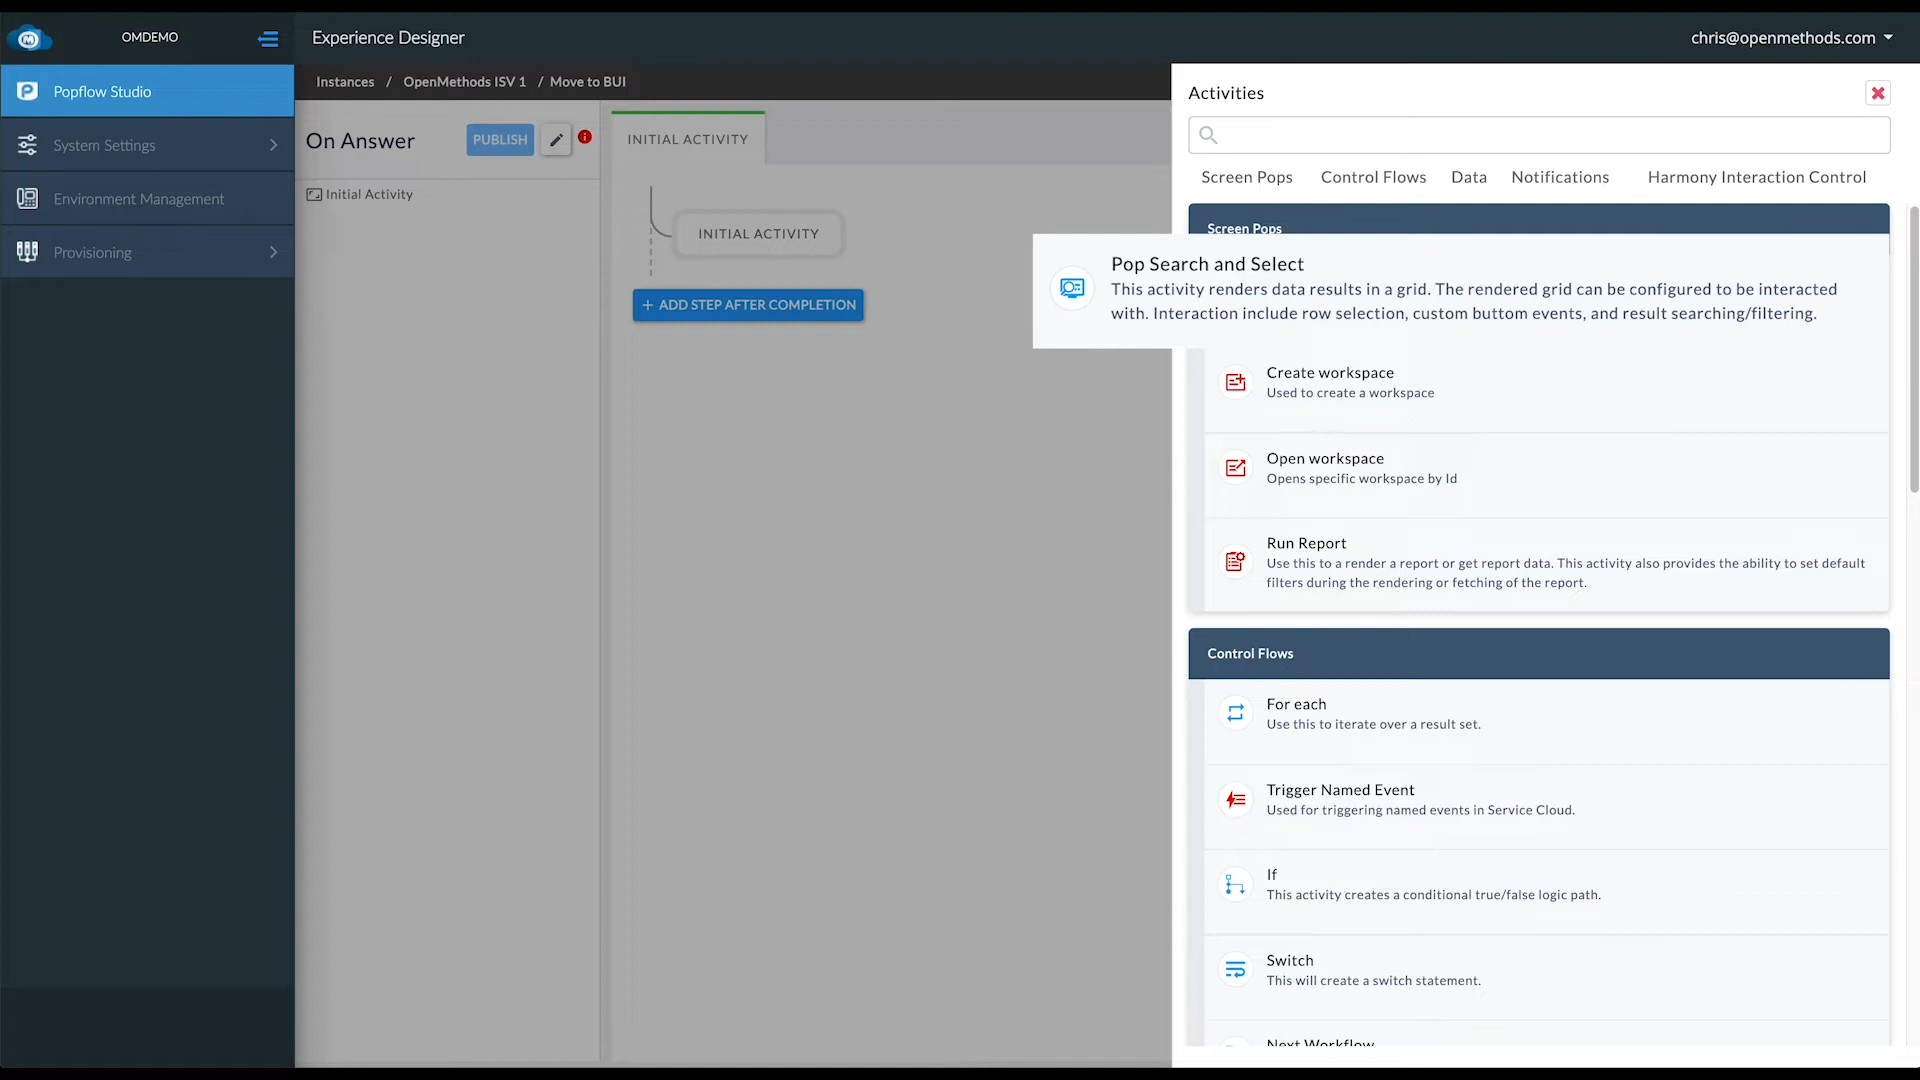 OMDEMO
Experience Designer
chris@openmethods.com
Popflow Studio
System Settings
Environment Management
Provisioning
Instances / OpenMethods ISV 1 / Move to BUI
On Answer
PUBLISH
Initial Activity
INITIAL ACTIVITY
INITIAL ACTIVITY
+ ADD STEP AFTER COMPLETION
Activities
Screen Pops
Control Flows
Data
Notifications
Harmony Interaction Control
Screen Pops
Pop Search and Select
This activity renders data results in a grid. The rendered grid can be configured to be interacted
with. Interaction include row selection, custom buttom events, and result searching/filtering.
Create workspace
Used to create a workspace
Open workspace
Opens specific workspace by Id
Run Report
Use this to a render a report or get report data. This activity also provides the ability to set default
filters during the rendering or fetching of the report.
Control Flows
For each
Use this to iterate over a result set.
Trigger Named Event
Used for triggering named events in Service Cloud.
If
This activity creates a conditional true/false logic path.
Switch
This will create a switch statement.
Next Workflow